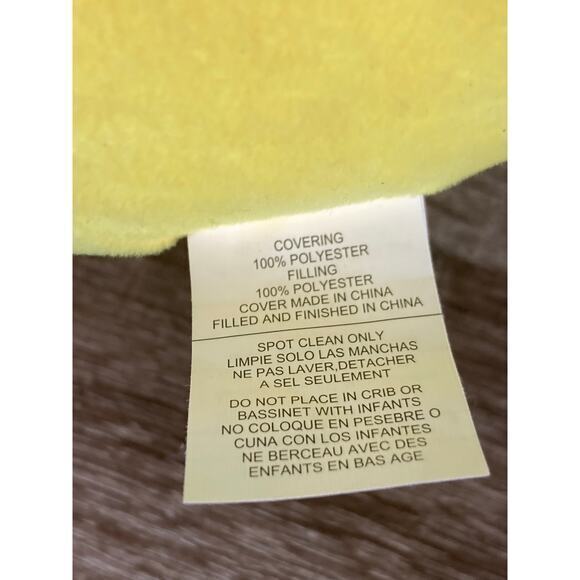 COVERING
100% POLYESTER
FILLING
100% POLYESTER
COVER MADE IN CHINA
FILLED AND FINISHED IN CHINA
SPOT CLEAN ONLY
LIMPIE SOLO LAS MANCHAS
NE PAS LAVER,DETACHER
A SEL SEULEMENT
DO NOT PLACE IN CRIB OR
BASSINET WITH INFANTS
NO COLOQUE EN PESEBRE O
CUNA CON LOS INFANTES
NE BERCEAU AVEC DES
ENFANTS EN BAS AGE